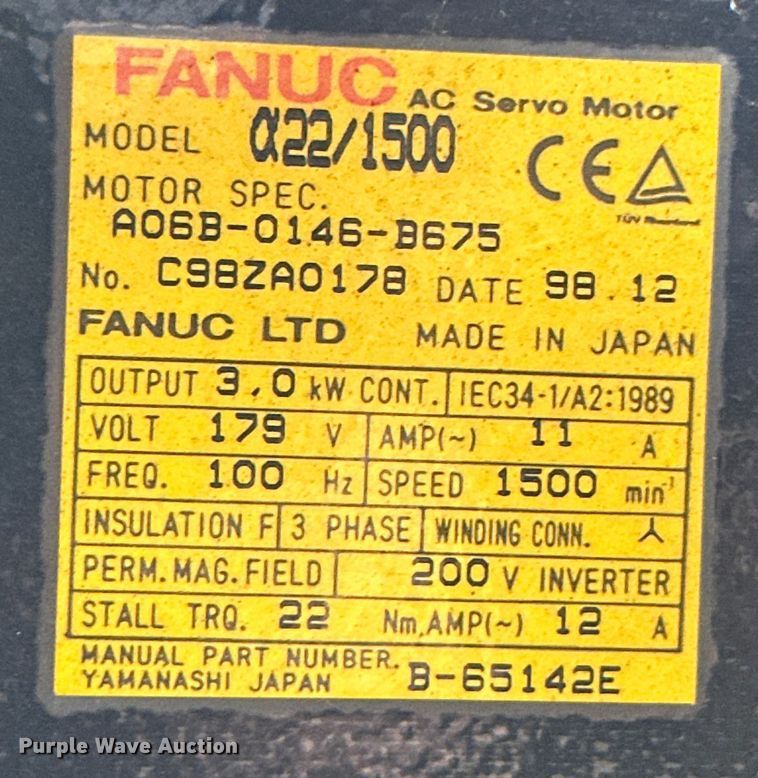 FANUC AC Servo Motor
MODEL α22/1500
CE
TÜV Rheinland
MOTOR SPEC.
A06B-0146-B675
No. C98ZA0178 DATE 98.12
FANUC LTD MADE IN JAPAN
OUTPUT 3.0 kW CONT. IEC34-1/A2:1989
VOLT 179 V AMP(~) 11 A
FREQ. 100 Hz SPEED 1500 min⁻¹
INSULATION F 3 PHASE WINDING CONN.
PERM.MAG.FIELD 200 V INVERTER
STALL TRQ. 22 Nm,AMP(~) 12 A
MANUAL PART NUMBER. B-65142E
YAMANASHI JAPAN
Purple Wave Auction